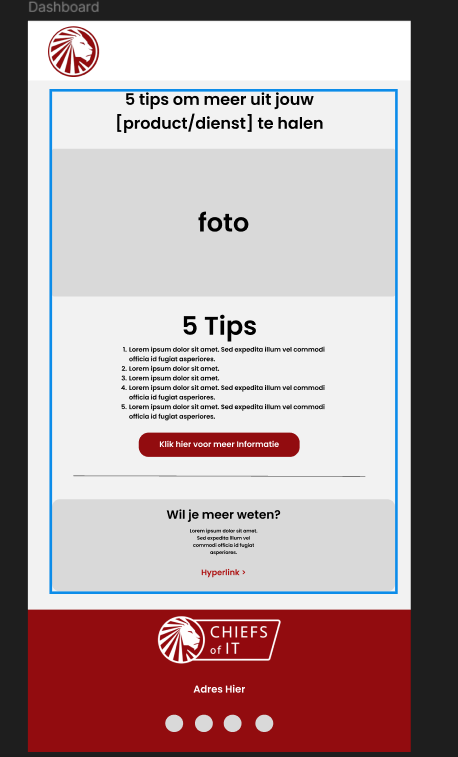 Dashboard
5 tips om meer uit jouw
[product/dienst] te halen
foto
5 Tips
1. Lorem ipsum dolor sit amet. Sed expedita illum vel commodi
officia id fugiat asperiores.
2. Lorem ipsum dolor sit amet.
3. Lorem ipsum dolor sit amet.
4. Lorem ipsum dolor sit amet. Sed expedita illum vel commodi
officia id fugiat asperiores.
5. Lorem ipsum dolor sit amet. Sed expedita illum vel commodi
officia id fugiat asperiores.
Klik hier voor meer Informatie
Wil je meer weten?
Lorem ipsum dolor sit amet.
Sed expedita illum vel
commodi officia id fugiat
asperiores.
Hyperlink >
CHIEFS
of IT
Adres Hier